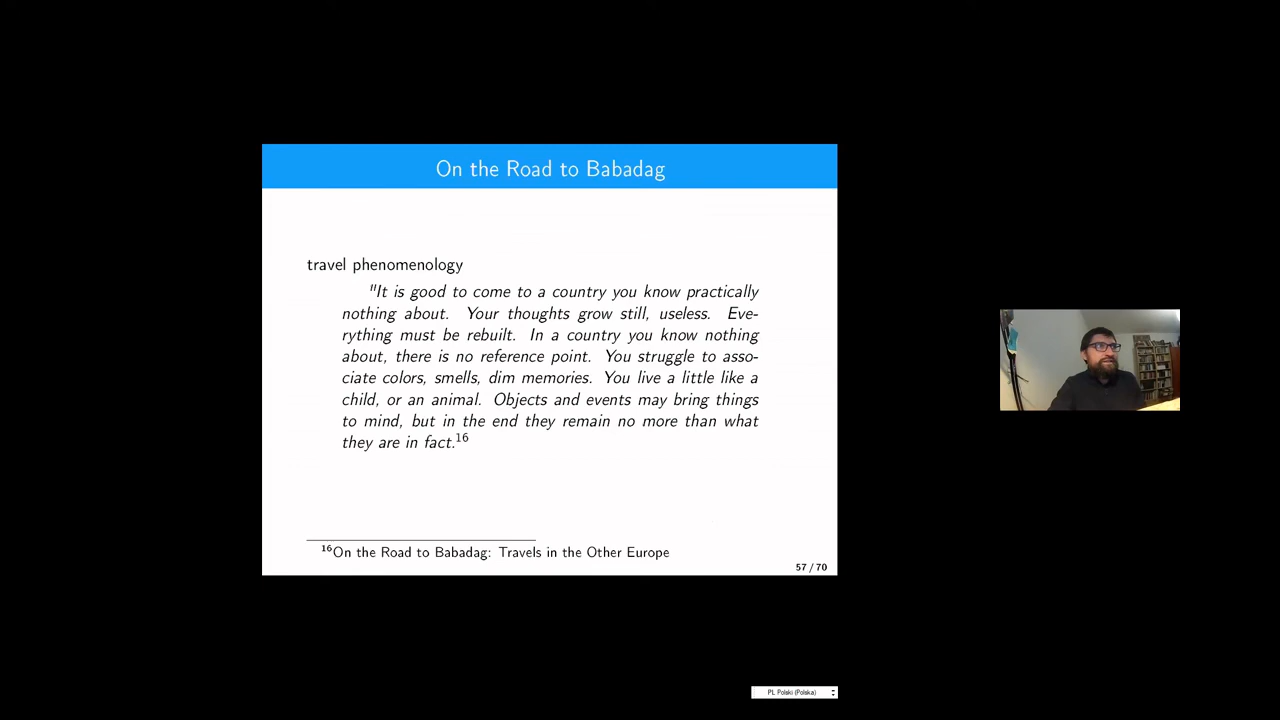 On the Road to Babadag
travel phenomenology
"It is good to come to a country you know practically
nothing about. Your thoughts grow still, useless. Eve-
rything must be rebuilt. In a country you know nothing
about, there is no reference point. You struggle to asso-
ciate colors, smells, dim memories. You live a little like a
child, or an animal. Objects and events may bring things
to mind, but in the end they remain no more than what
they are in fact.16
16On the Road to Babadag: Travels in the Other Europe
57 / 70
PL Polski (Polska)